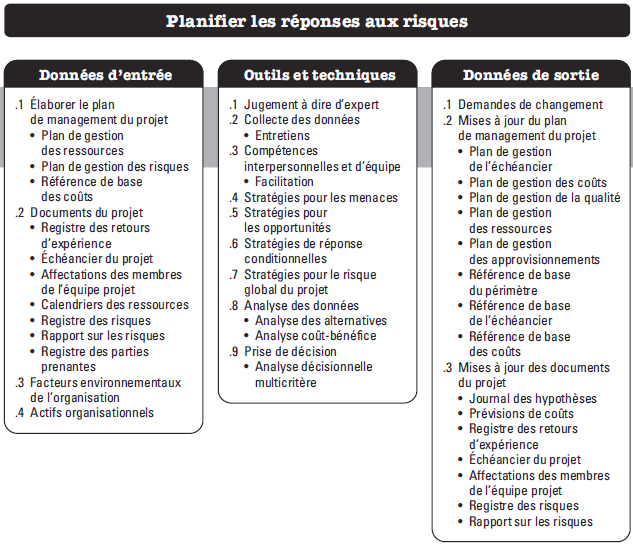 Planifier les réponses aux risques
Données d'entrée
.1 Élaborer le plan
de management du projet
• Plan de gestion
des ressources
• Plan de gestion des risques
• Référence de base
des coûts
.2 Documents du projet
• Registre des retours
d'expérience
• Échéancier du projet
• Affectations des membres
de l'équipe projet
• Calendriers des ressources
• Registre des risques
• Rapport sur les risques
• Registre des parties
prenantes
.3 Facteurs environnementaux
de l'organisation
.4 Actifs organisationnels
Outils et techniques
.1 Jugement à dire d'expert
.2 Collecte des données
• Entretiens
.3 Compétences
interpersonnelles et d'équipe
• Facilitation
.4 Stratégies pour les menaces
.5 Stratégies pour
les opportunités
.6 Stratégies de réponse
conditionnelles
.7 Stratégies pour le risque
global du projet
.8 Analyse des données
• Analyse des alternatives
• Analyse coût-bénéfice
.9 Prise de décision
• Analyse décisionnelle
multicritère
Données de sortie
.1 Demandes de changement
.2 Mises à jour du plan
de management du projet
• Plan de gestion
de l'échéancier
• Plan de gestion des coûts
• Plan de gestion de la qualité
• Plan de gestion
des ressources
• Plan de gestion
des approvisionnements
• Référence de base
du périmètre
• Référence de base
de l'échéancier
• Référence de base
des coûts
.3 Mises à jour des documents
du projet
• Journal des hypothèses
• Prévisions de coûts
• Registre des retours
d'expérience
• Échéancier du projet
• Affectations des membres
de l'équipe projet
• Registre des risques
• Rapport sur les risques